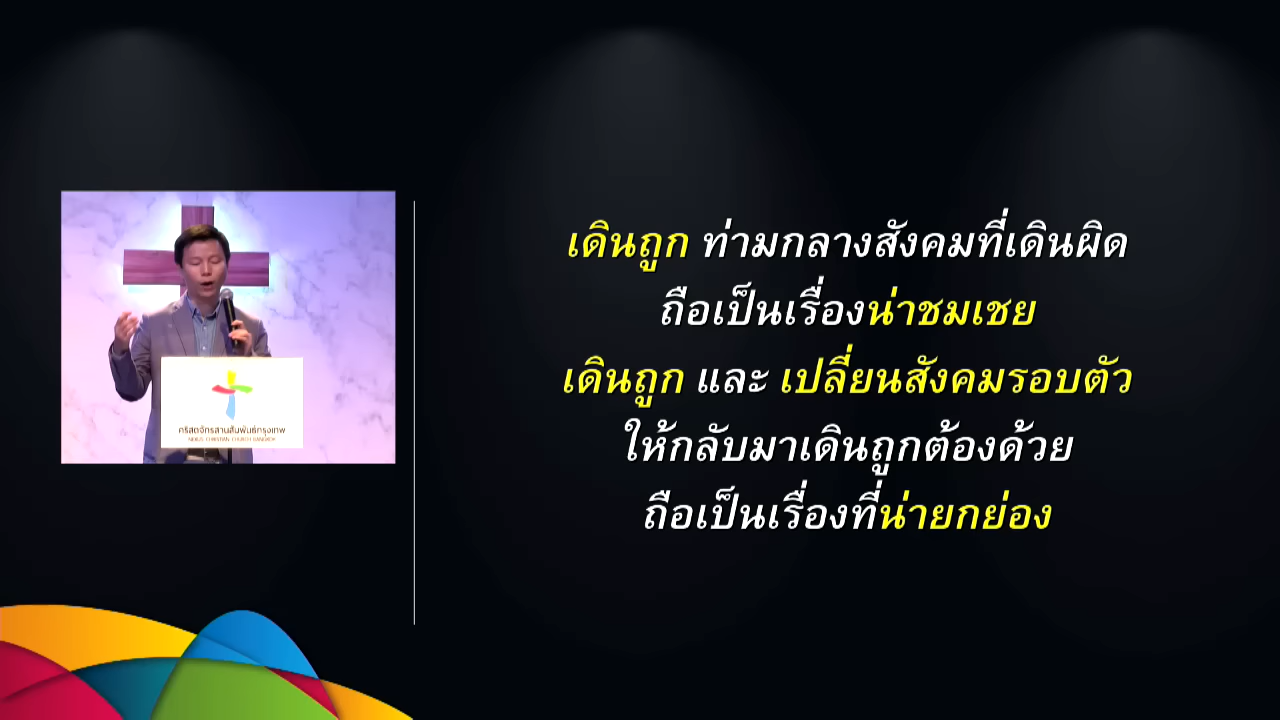 คริสตจักรสานสัมพันธ์กรุงเทพ
เดินถูก ท่ามกลางสังคมที่เดินผิด
ถือเป็นเรื่องน่าชมเชย
เดินถูก และ เปลี่ยนสังคมรอบตัว
ให้กลับมาเดินถูกต้องด้วย
ถือเป็นเรื่องที่น่ายกย่อง